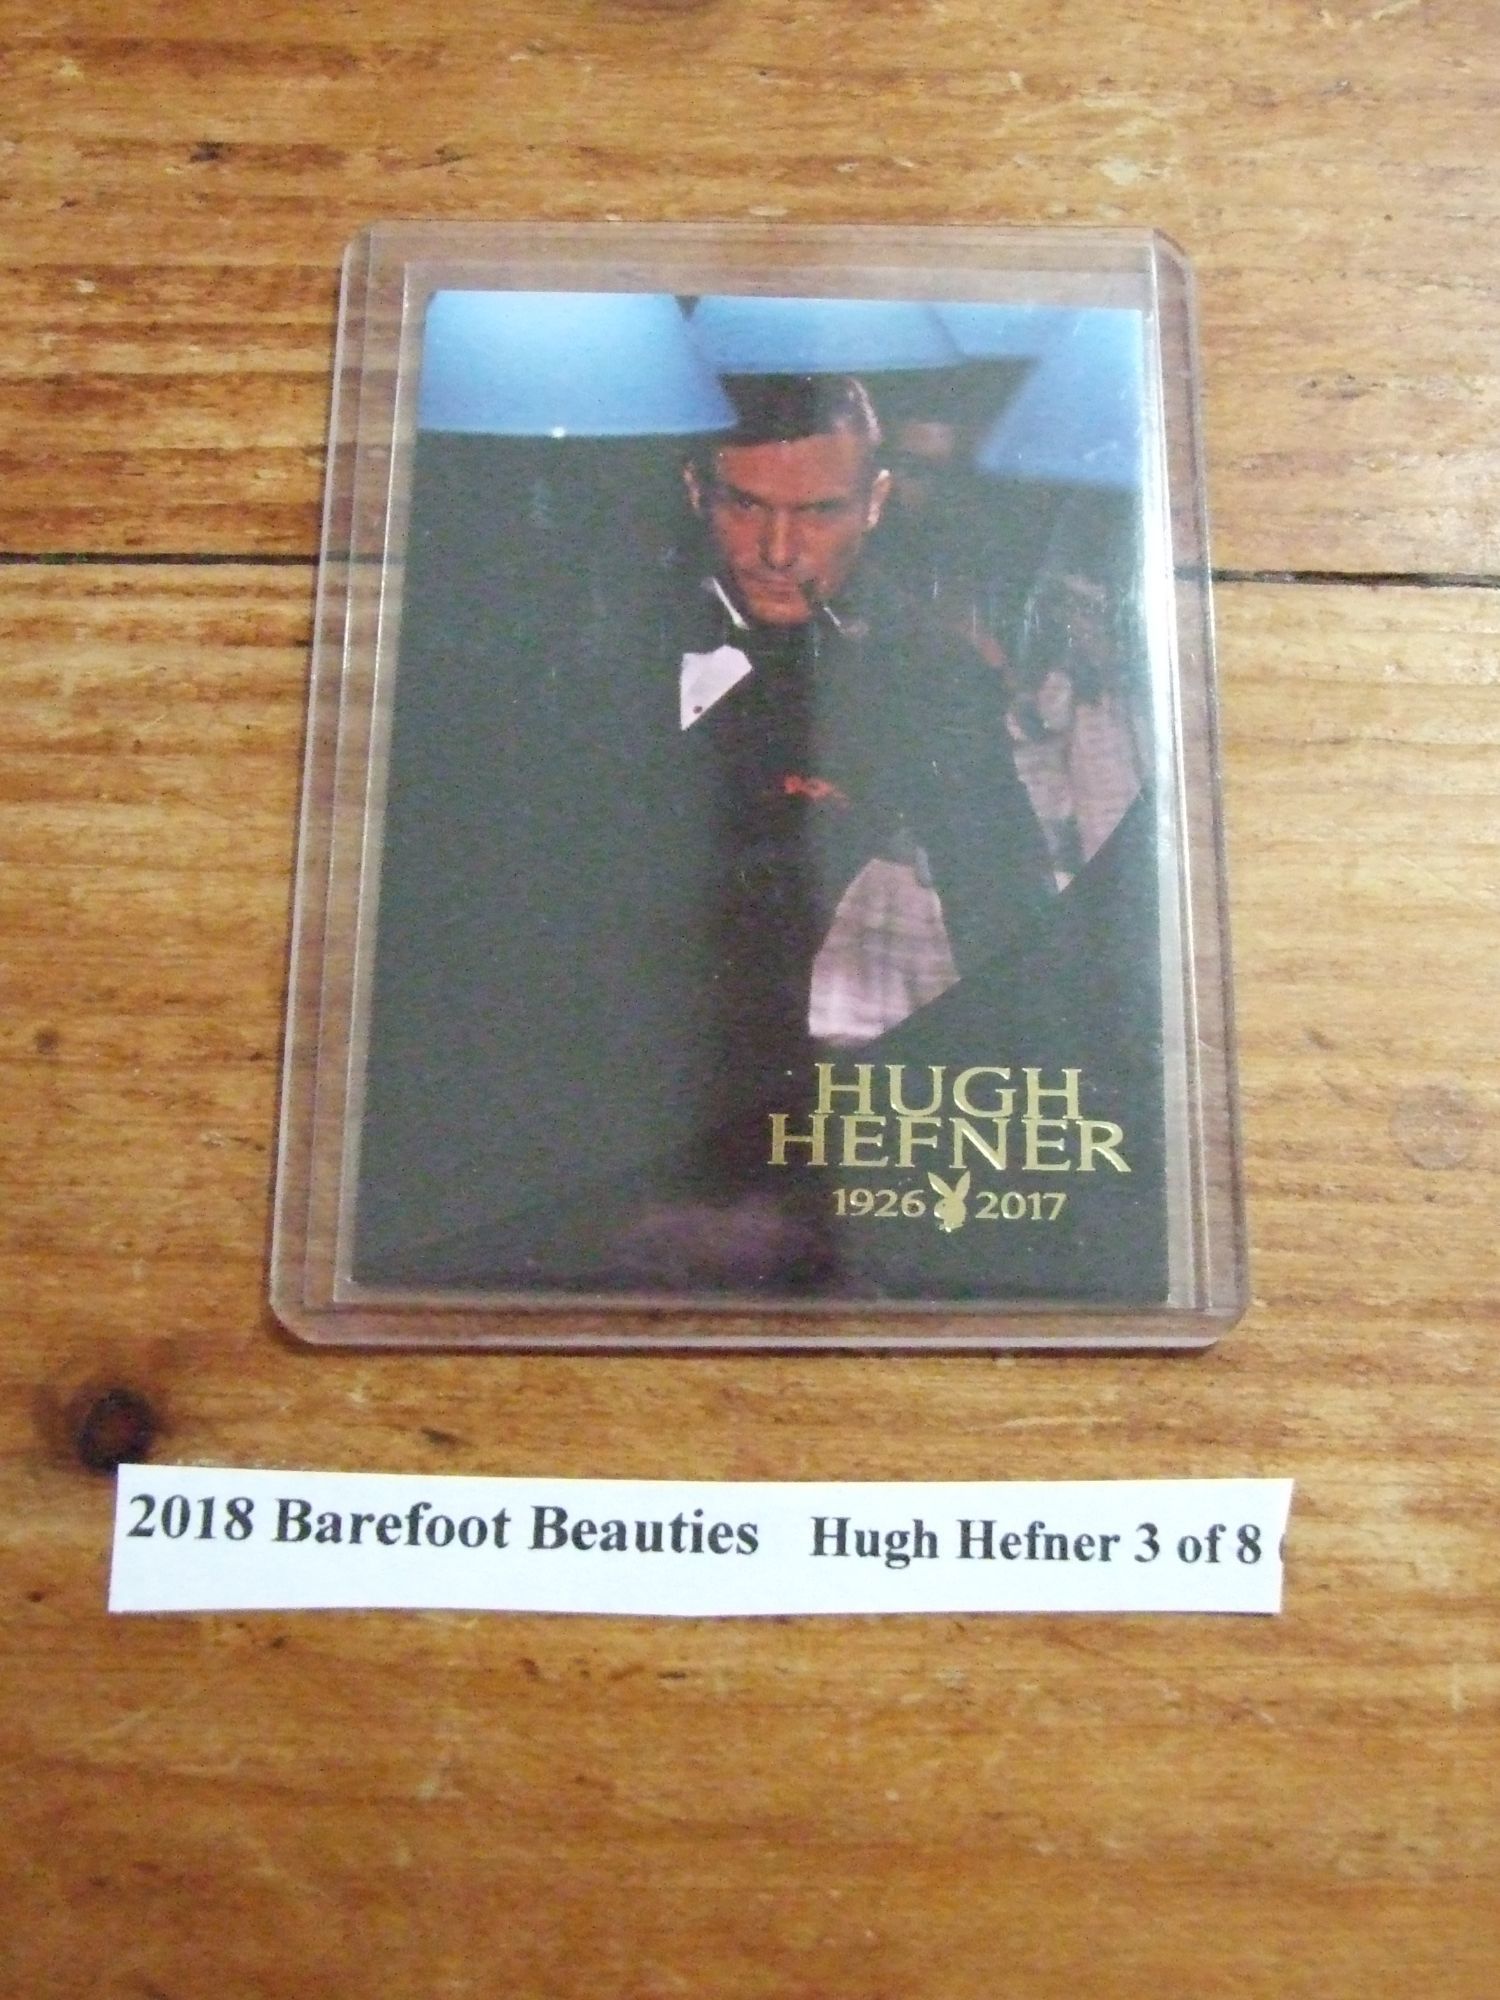 HUGH
HEFNER
1926 2017
2018 Barefoot Beauties Hugh Hefner 3 of 8